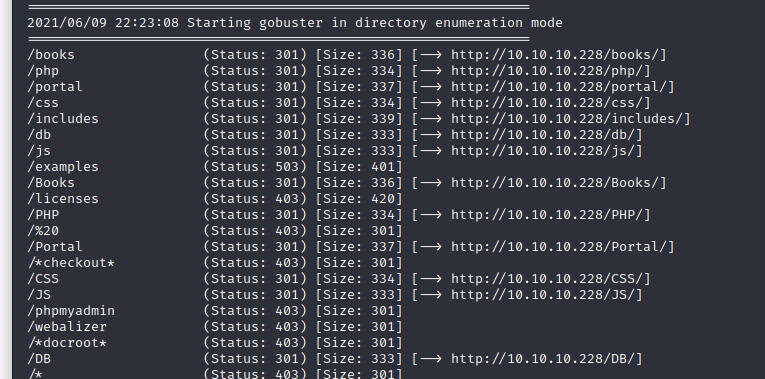 ===============================================================
2021/06/09 22:23:08 Starting gobuster in directory enumeration mode
===============================================================
/books (Status: 301) [Size: 336] [--> http://10.10.10.228/books/]
/php (Status: 301) [Size: 334] [--> http://10.10.10.228/php/]
/portal (Status: 301) [Size: 337] [--> http://10.10.10.228/portal/]
/css (Status: 301) [Size: 334] [--> http://10.10.10.228/css/]
/includes (Status: 301) [Size: 339] [--> http://10.10.10.228/includes/]
/db (Status: 301) [Size: 333] [--> http://10.10.10.228/db/]
/js (Status: 301) [Size: 333] [--> http://10.10.10.228/js/]
/examples (Status: 503) [Size: 401]
/Books (Status: 301) [Size: 336] [--> http://10.10.10.228/Books/]
/licenses (Status: 403) [Size: 420]
/PHP (Status: 301) [Size: 334] [--> http://10.10.10.228/PHP/]
/%20 (Status: 403) [Size: 301]
/Portal (Status: 301) [Size: 337] [--> http://10.10.10.228/Portal/]
/*checkout* (Status: 403) [Size: 301]
/CSS (Status: 301) [Size: 334] [--> http://10.10.10.228/CSS/]
/JS (Status: 301) [Size: 333] [--> http://10.10.10.228/JS/]
/phpmyadmin (Status: 403) [Size: 301]
/webalizer (Status: 403) [Size: 301]
/*docroot* (Status: 403) [Size: 301]
/DB (Status: 301) [Size: 333] [--> http://10.10.10.228/DB/]
/* (Status: 403) [Size: 301]